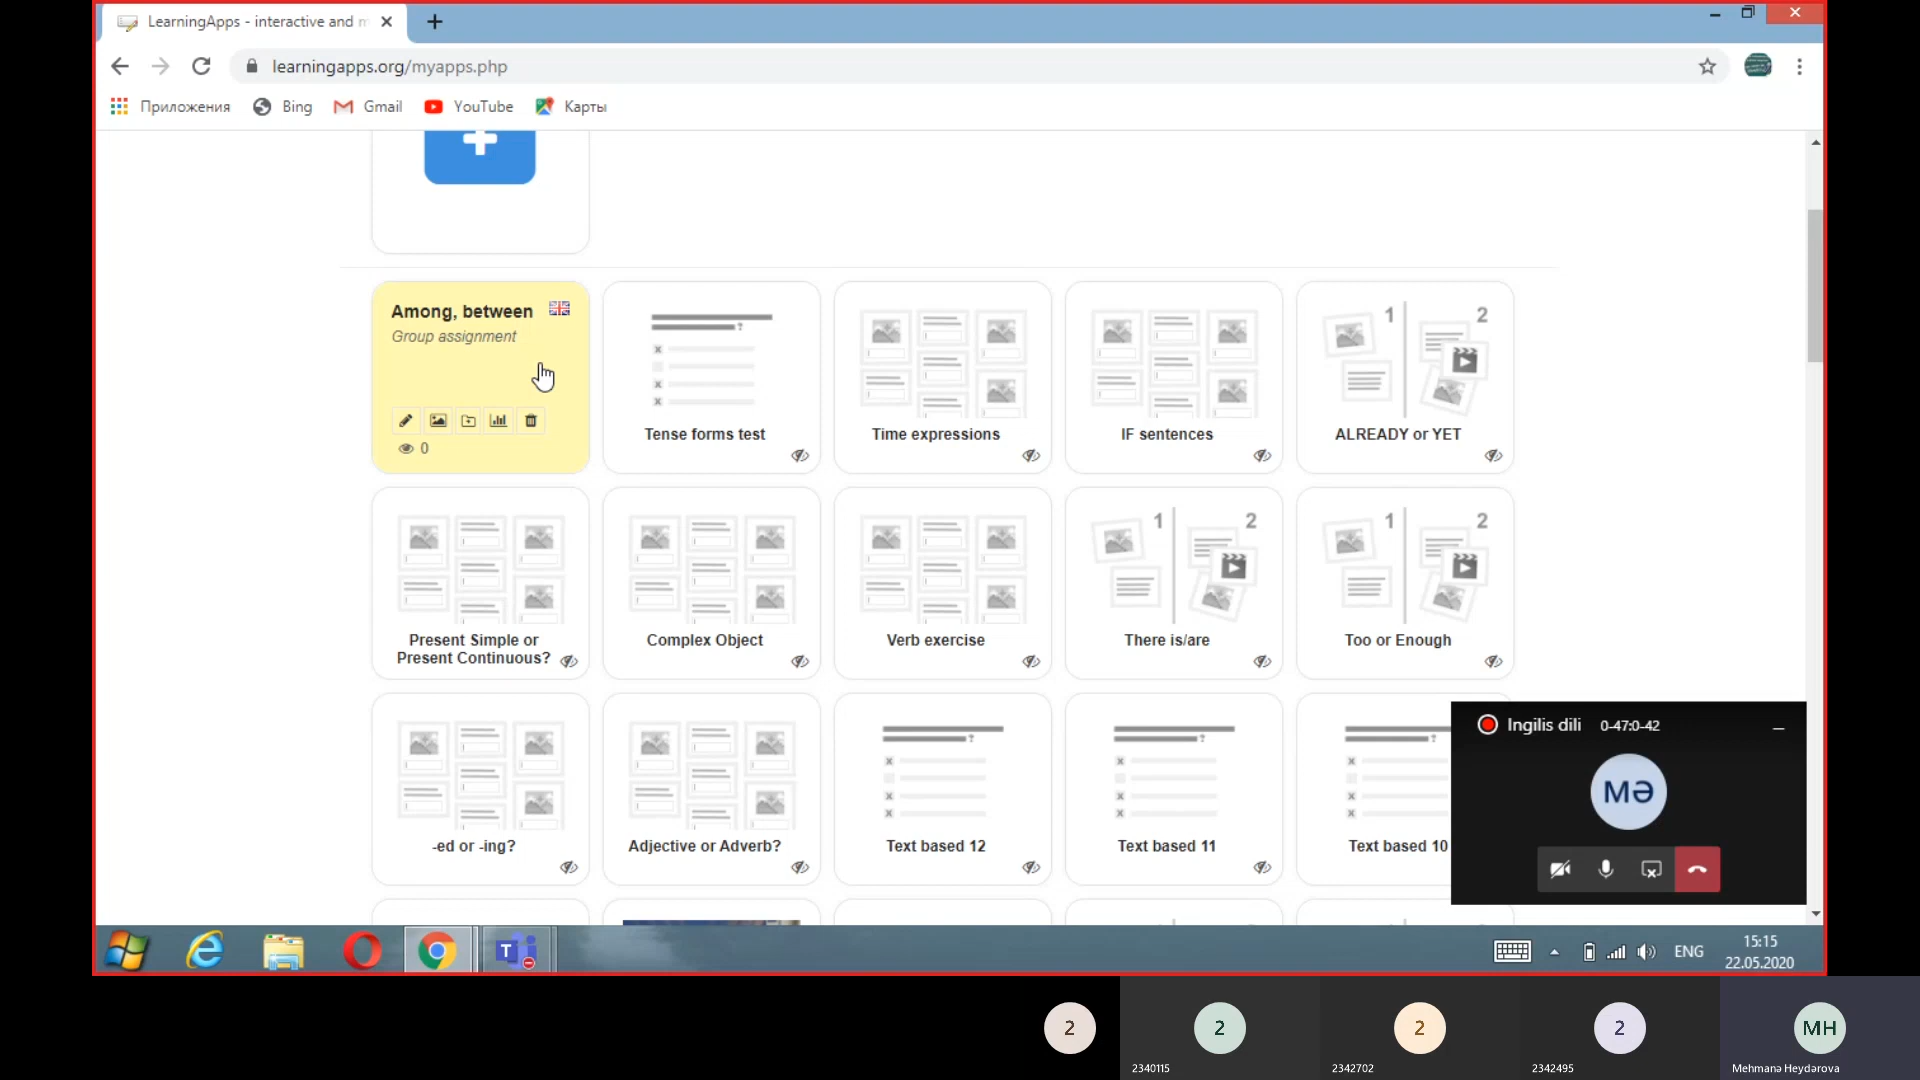 LearningApps - interactive and m
learningapps.org/myapps.php
Приложения
Bing
Gmail
YouTube
Карты
Among, between
Group assignment
0
Tense forms test
Time expressions
IF sentences
1 2
ALREADY or YET
Present Simple or
Present Continuous?
Complex Object
Verb exercise
1 2
There is/are
1 2
Too or Enough
-ed or -ing?
Adjective or Adverb?
Text based 12
Text based 11
Text based 10
Ingilis dili 0-47:0-42
MƏ
T
ENG
15:15
22.05.2020
2
2
2340115
2
2342702
2
2342495
MH
Mehmanə Heydərova